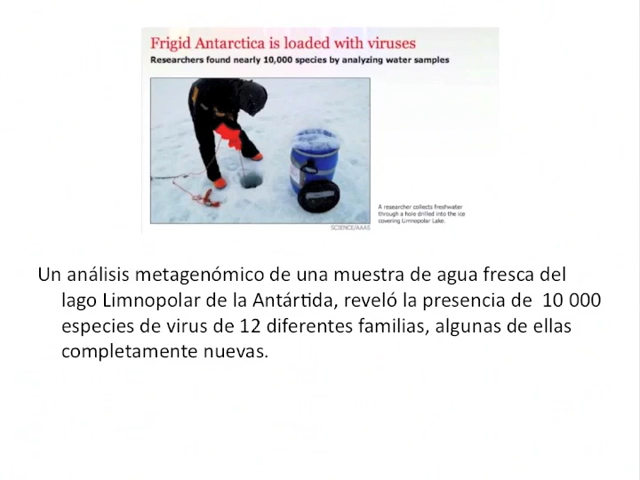 Frigid Antarctica is loaded with viruses
Researchers found nearly 10,000 species by analyzing water samples
A researcher collects freshwater
through a hole drilled into the ice
covering Limnopolar Lake.
SCIENCE/AAAS
Un análisis metagenómico de una muestra de agua fresca del
lago Limnopolar de la Antártida, reveló la presencia de 10 000
especies de virus de 12 diferentes familias, algunas de ellas
completamente nuevas.